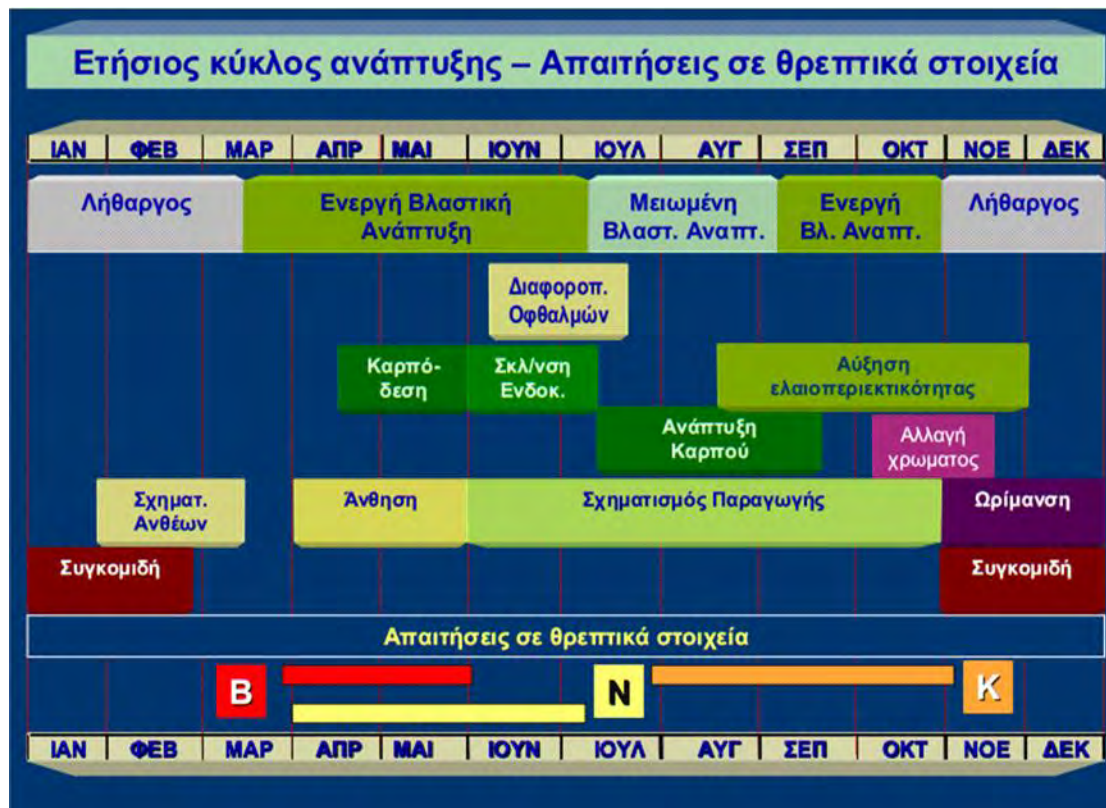 Ετήσιος κύκλος ανάπτυξης – Απαιτήσεις σε θρεπτικά στοιχεία
ΙΑΝ ΦΕΒ ΜΑΡ ΑΠΡ ΜΑΙ ΙΟΥΝ ΙΟΥΛ ΑΥΓ ΣΕΠ ΟΚΤ ΝΟΕ ΔΕΚ
Λήθαργος
Ενεργή Βλαστική
Ανάπτυξη
Μειωμένη
Βλαστ. Αναπτ.
Ενεργή
Βλ. Αναπτ.
Λήθαργος
Διαφοροπ.
Οφθαλμών
Καρπό-
δεση
Σκλ/νση
Ενδοκ.
Αύξηση
ελαιοπεριεκτικότητας
Ανάπτυξη
Καρπού
Αλλαγή
χρωματος
Σχηματ.
Ανθέων
Άνθηση
Σχηματισμός Παραγωγής
Ωρίμανση
Συγκομιδή
Συγκομιδή
Απαιτήσεις σε θρεπτικά στοιχεία
B
N
K
ΙΑΝ ΦΕΒ ΜΑΡ ΑΠΡ ΜΑΙ ΙΟΥΝ ΙΟΥΛ ΑΥΓ ΣΕΠ ΟΚΤ ΝΟΕ ΔΕΚ